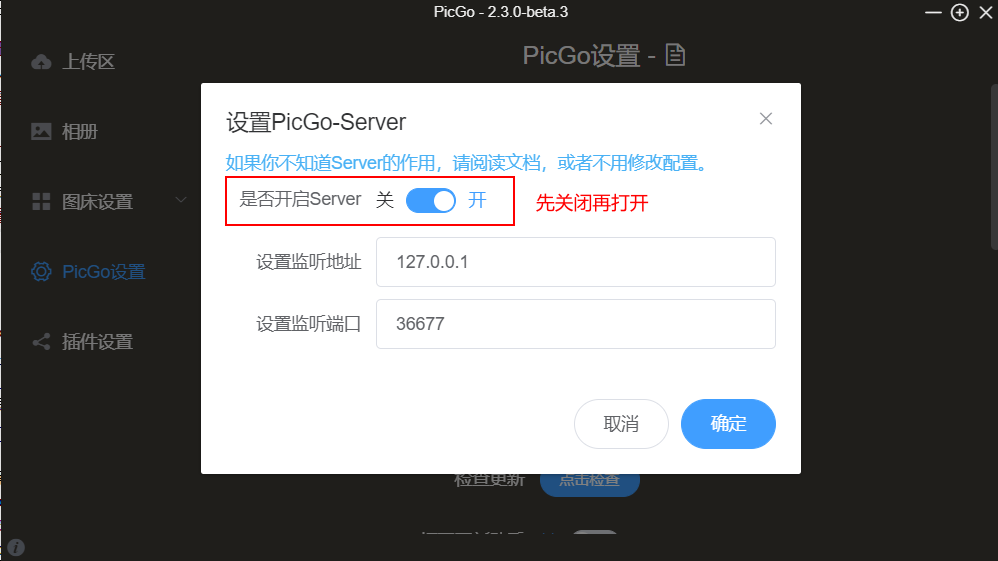 PicGo - 2.3.0-beta.3
上传区
相册
图床设置
PicGo设置
插件设置
PicGo设置 -
设置PicGo-Server
如果你不知道Server的作用，请阅读文档，或者不用修改配置。
是否开启Server 关 开
先关闭再打开
设置监听地址 127.0.0.1
设置监听端口 36677
取消 确定
检查更新 点击检查